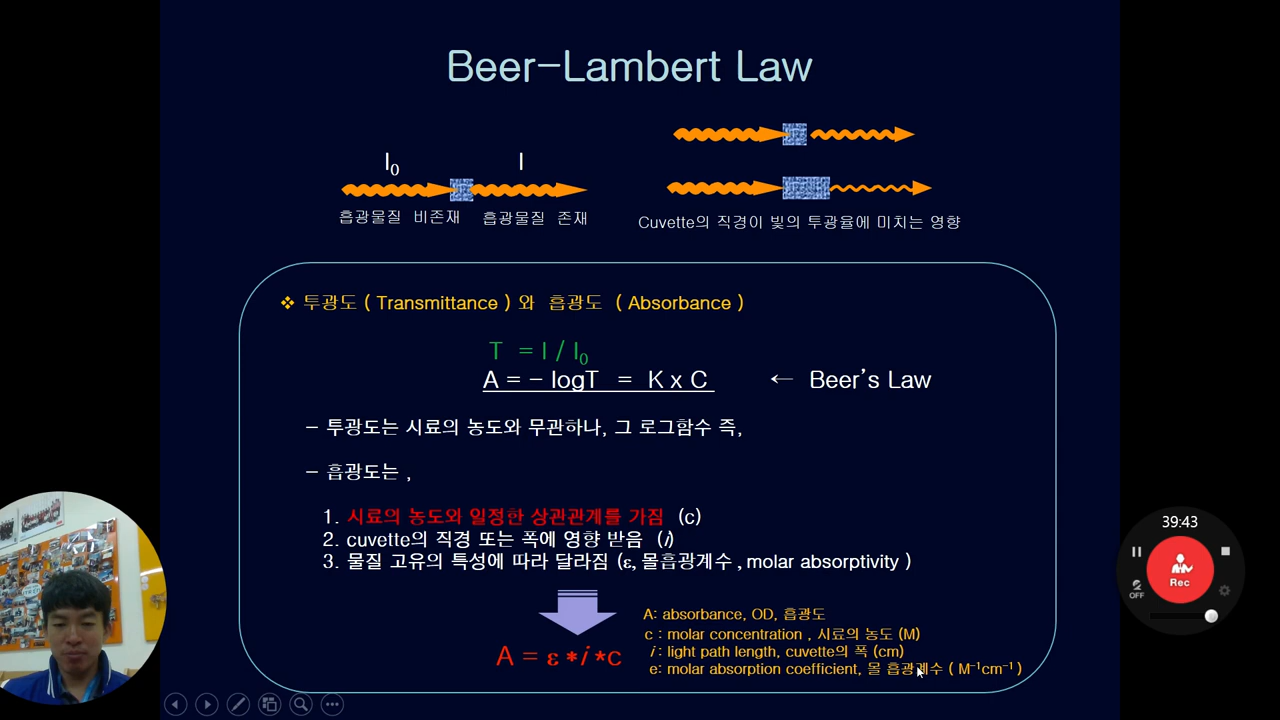 Beer-Lambert Law
I0
I
흡광물질 비존재
흡광물질 존재
Cuvette의 직경이 빛의 투광율에 미치는 영향
❖ 투광도 ( Transmittance ) 와 흡광도 ( Absorbance )
T = I / I0
A = - logT = K x C ← Beer's Law
- 투광도는 시료의 농도와 무관하나, 그 로그함수 즉,
- 흡광도는 ,
1. 시료의 농도와 일정한 상관관계를 가짐 (c)
2. cuvette의 직경 또는 폭에 영향 받음 (i)
3. 물질 고유의 특성에 따라 달라짐 (ε, 몰흡광계수 , molar absorptivity )
A: absorbance, OD, 흡광도
c : molar concentration , 시료의 농도 (M)
i : light path length, cuvette의 폭 (cm)
e: molar absorption coefficient, 몰 흡광계수 ( M-1cm-1 )
A = ε *i *c
39:43
Rec
OFF